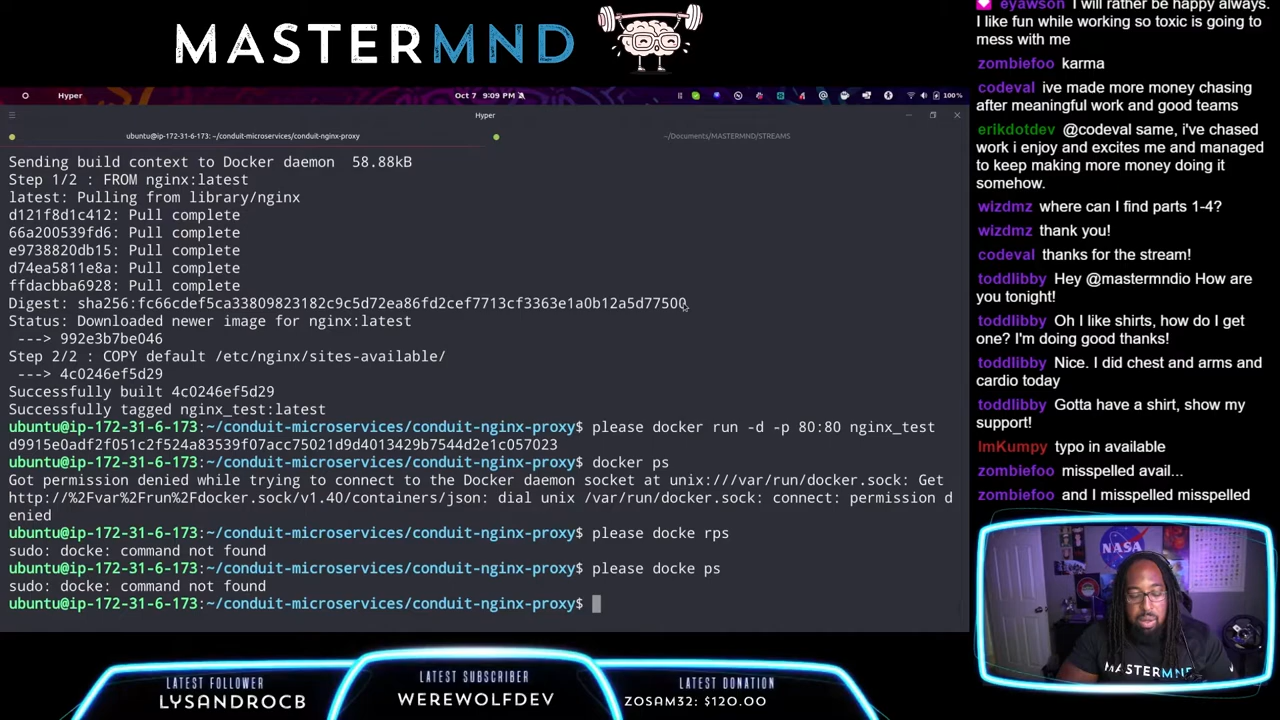 MASTERMND
Hyper
Oct 7 9:09 PM
100%
Hyper
ubuntu@ip-172-31-6-173: ~/conduit-microservices/conduit-nginx-proxy
~/Documents/MASTERMND/STREAMS
Sending build context to Docker daemon  58.88kB
Step 1/2 : FROM nginx:latest
latest: Pulling from library/nginx
d121f8d1c412: Pull complete
66a200539fd6: Pull complete
e9738820db15: Pull complete
d74ea5811e8a: Pull complete
ffdacbba6928: Pull complete
Digest: sha256:fc66cdef5ca33809823182c9c5d72ea86fd2cef7713cf3363e1a0b12a5d77500
Status: Downloaded newer image for nginx:latest
---> 992e3b7be046
Step 2/2 : COPY default /etc/nginx/sites-available/
---> 4c0246ef5d29
Successfully built 4c0246ef5d29
Successfully tagged nginx_test:latest
ubuntu@ip-172-31-6-173:~/conduit-microservices/conduit-nginx-proxy$ please docker run -d -p 80:80 nginx_test
d9915e0adf2f051c2f524a83539f07acc75021d9d4013429b7544d2e1c057023
ubuntu@ip-172-31-6-173:~/conduit-microservices/conduit-nginx-proxy$ docker ps
Got permission denied while trying to connect to the Docker daemon socket at unix:///var/run/docker.sock: Get
http://%2Fvar%2Frun%2Fdocker.sock/v1.40/containers/json: dial unix /var/run/docker.sock: connect: permission d
enied
ubuntu@ip-172-31-6-173:~/conduit-microservices/conduit-nginx-proxy$ please docke rps
sudo: docke: command not found
ubuntu@ip-172-31-6-173:~/conduit-microservices/conduit-nginx-proxy$ please docke ps
sudo: docke: command not found
ubuntu@ip-172-31-6-173:~/conduit-microservices/conduit-nginx-proxy$
eyawson I will rather be happy always.
I like fun while working so toxic is going to
mess with me
zombiefoo karma
codeval ive made more money chasing
after meaningful work and good teams
erikdotdev @codeval same, i've chased
work i enjoy and excites me and managed
to keep making more money doing it
somehow.
wizdmz where can I find parts 1-4?
wizdmz thank you!
codeval thanks for the stream!
toddlibby Hey @mastermndio How are
you tonight!
toddlibby Oh I like shirts, how do I get
one? I'm doing good thanks!
toddlibby Nice. I did chest and arms and
cardio today
toddlibby Gotta have a shirt, show my
support!
ImKumpy typo in available
zombiefoo misspelled avail...
zombiefoo and I misspelled misspelled
NASA
MASTERMND
LATEST FOLLOWER
LYSANDROCB
LATEST SUBSCRIBER
WEREWOLFDEV
LATEST DONATION
ZOSAM32: $120.00